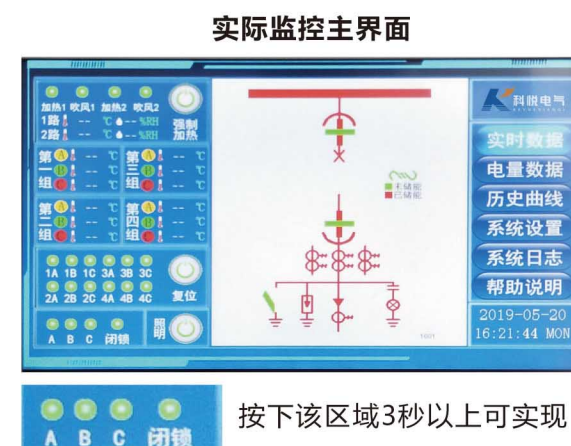 实际监控主界面
加热1 吹风1 加热2 吹风2
1路 -- ℃ -- %RH
2路 -- ℃ -- %RH
强制
加热
第一组 A -- ℃
B -- ℃
C -- ℃
第三组 A -- ℃
B -- ℃
C -- ℃
第二组 A -- ℃
B -- ℃
C -- ℃
第四组 A -- ℃
B -- ℃
C -- ℃
1A 1B 1C 3A 3B 3C
2A 2B 2C 4A 4B 4C
复位
A B C 闭锁
照明
未储能
已储能
1001
科悦电气
实时数据
电量数据
历史曲线
系统设置
系统日志
帮助说明
2019-05-20
16:21:44 MON
A B C 闭锁
按下该区域3秒以上可实现